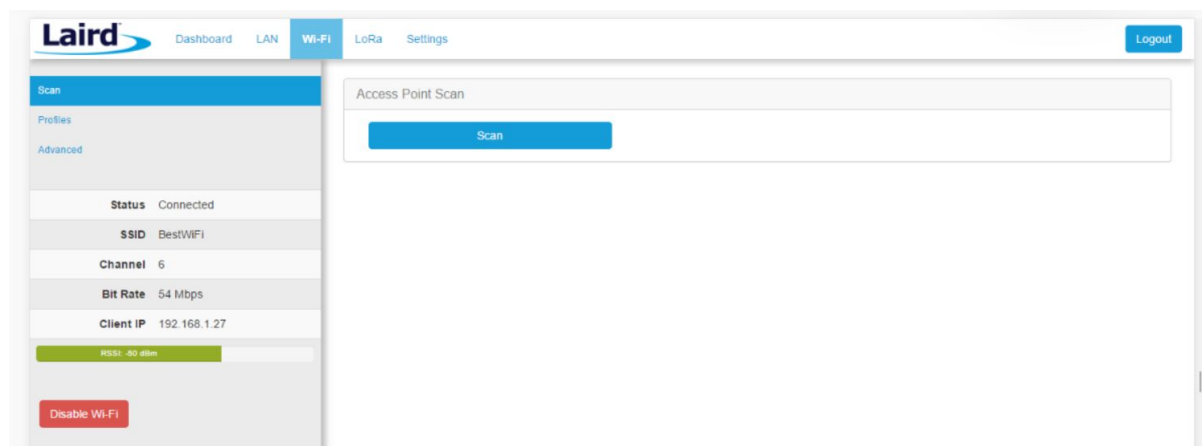 Laird Dashboard LAN Wi-Fi LoRa Settings Logout
Scan
Profiles
Advanced
Access Point Scan
Scan
Status Connected
SSID BestWiFi
Channel 6
Bit Rate 54 Mbps
Client IP 192.168.1.27
RSSI: -50 dBm
Disable Wi-Fi